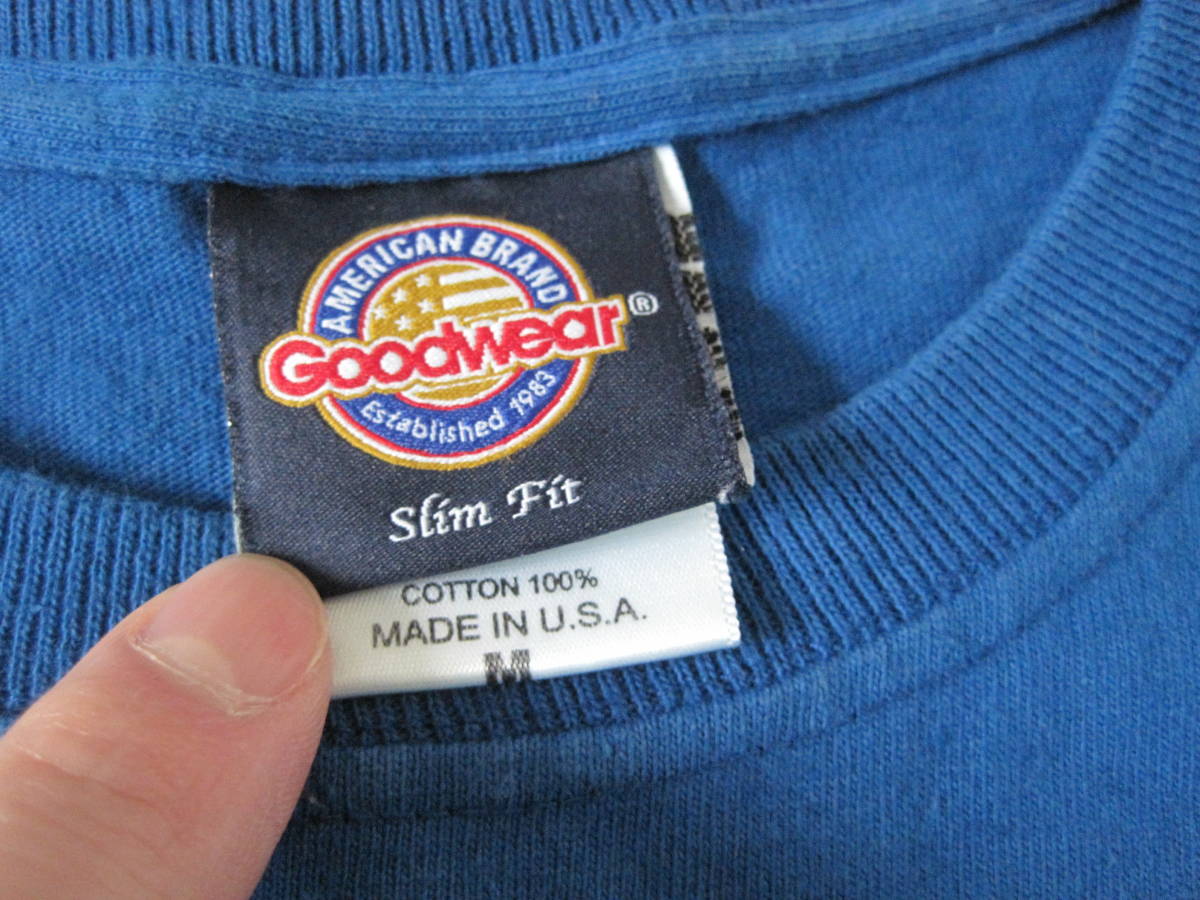 AMERICAN BRAND
Goodwear®
Established 1983
Slim Fit
COTTON 100%
MADE IN U.S.A.
M